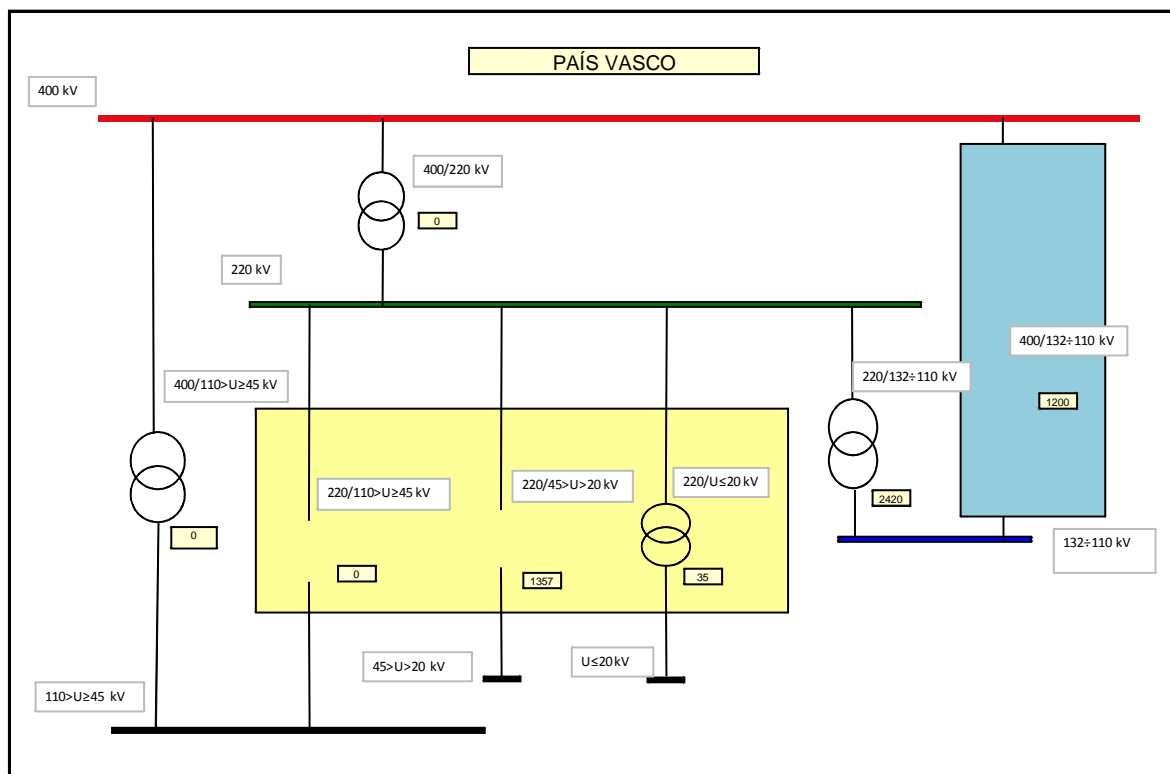 PAÍS VASCO
400 kV
400/220 kV
0
220 kV
400/132÷110 kV
400/110>U≥45 kV
220/132÷110 kV
1200
220/110>U≥45 kV
220/45>U>20 kV
220/U≤20 kV
2420
0
132÷110 kV
0
1357
35
45>U>20 kV
U≤20 kV
110>U≥45 kV